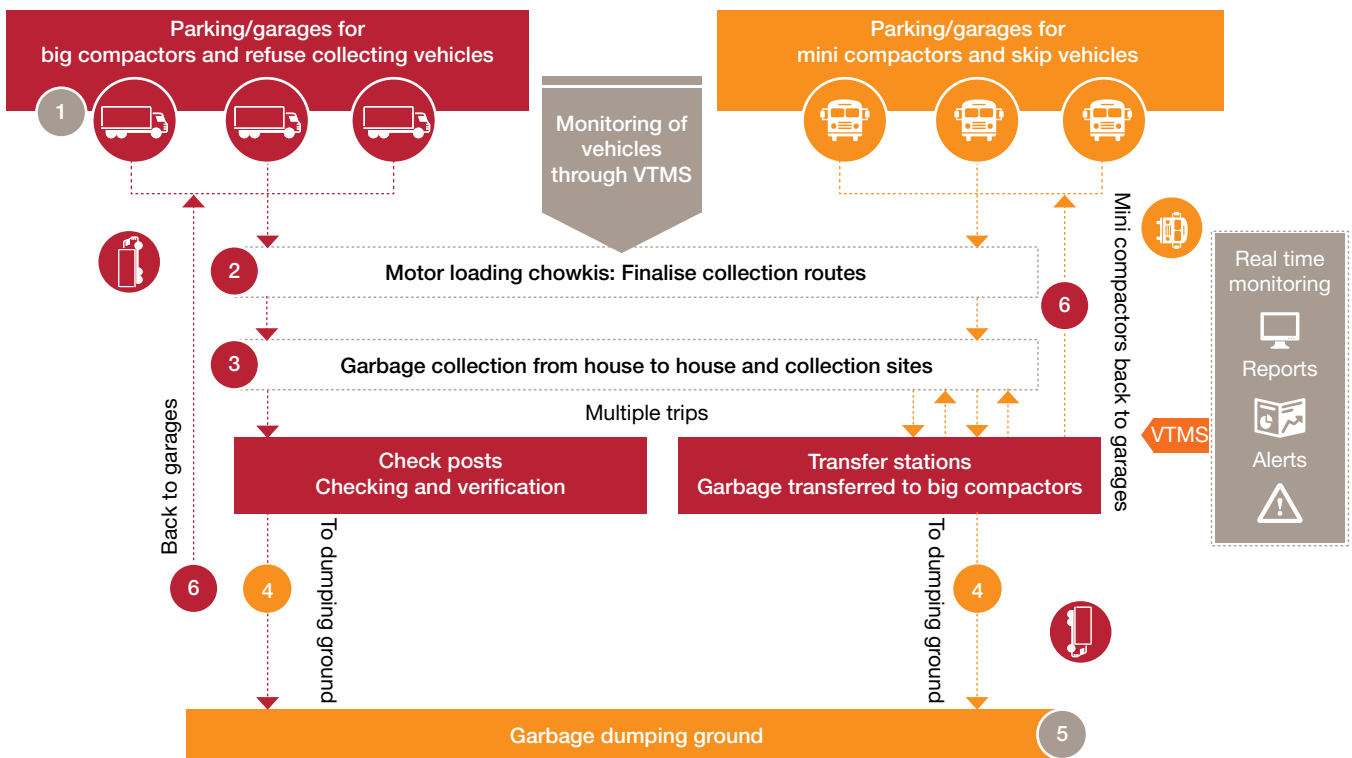 Parking/garages for
big compactors and refuse collecting vehicles
1
Monitoring of
vehicles
through VTMS
Parking/garages for
mini compactors and skip vehicles
2
Motor loading chowkis: Finalise collection routes
3
Garbage collection from house to house and collection sites
Multiple trips
6
Mini compactors back to garages
Real time
monitoring
Reports
Alerts
VTMS
Check posts
Checking and verification
Transfer stations
Garbage transferred to big compactors
Back to garages
6
4
To dumping ground
To dumping ground
4
Garbage dumping ground
5